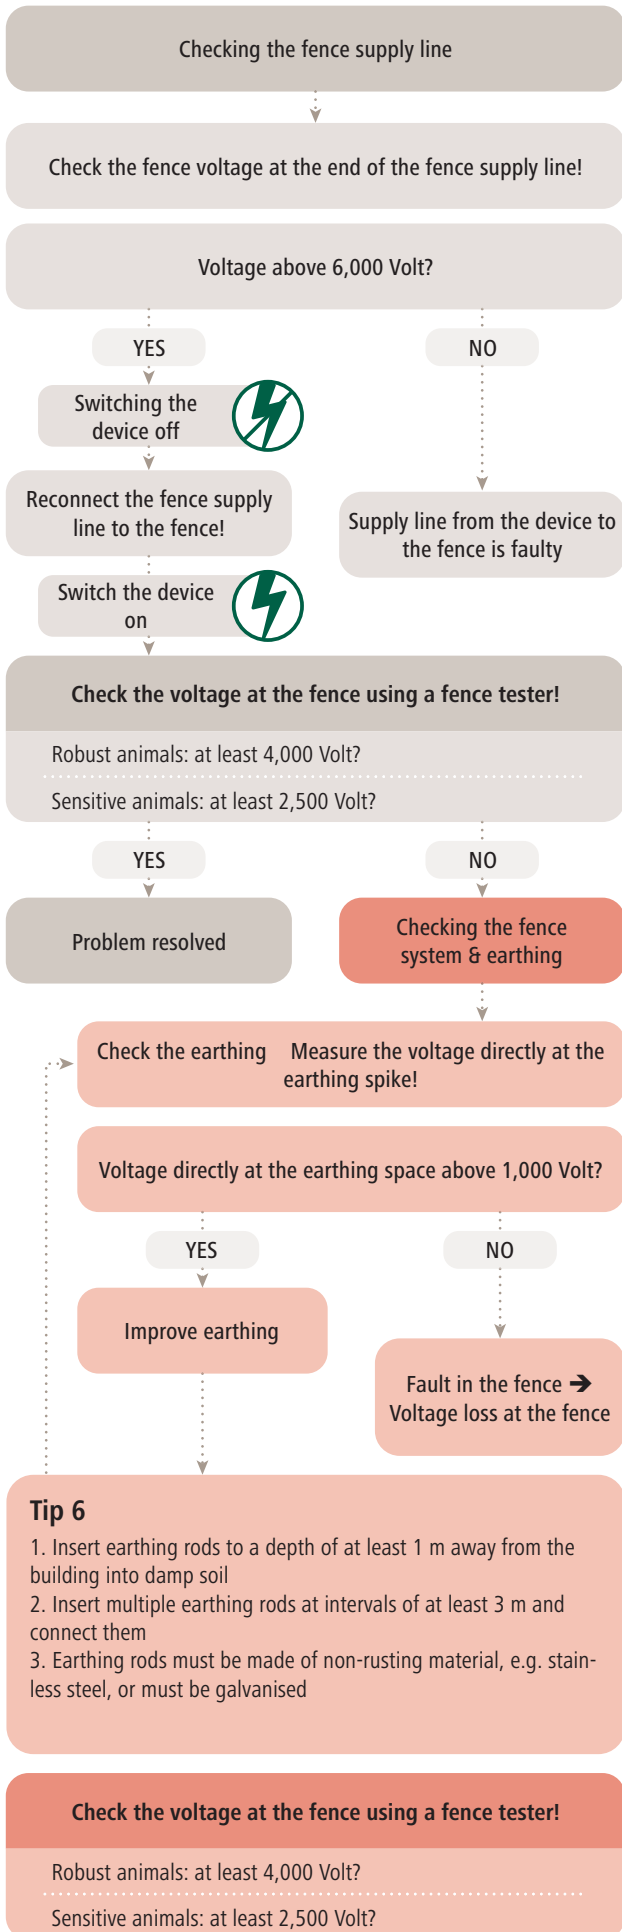 Checking the fence supply line
Check the fence voltage at the end of the fence supply line!
Voltage above 6,000 Volt?
YES
NO
Switching the
device off
Reconnect the fence supply
line to the fence!
Supply line from the device to
the fence is faulty
Switch the device
on
Check the voltage at the fence using a fence tester!
Robust animals: at least 4,000 Volt?
Sensitive animals: at least 2,500 Volt?
YES
NO
Problem resolved
Checking the fence
system & earthing
Check the earthing Measure the voltage directly at the
earthing spike!
Voltage directly at the earthing space above 1,000 Volt?
YES
NO
Improve earthing
Fault in the fence ➔
Voltage loss at the fence
Tip 6
1. Insert earthing rods to a depth of at least 1 m away from the
building into damp soil
2. Insert multiple earthing rods at intervals of at least 3 m and
connect them
3. Earthing rods must be made of non-rusting material, e.g. stain-
less steel, or must be galvanised
Check the voltage at the fence using a fence tester!
Robust animals: at least 4,000 Volt?
Sensitive animals: at least 2,500 Volt?